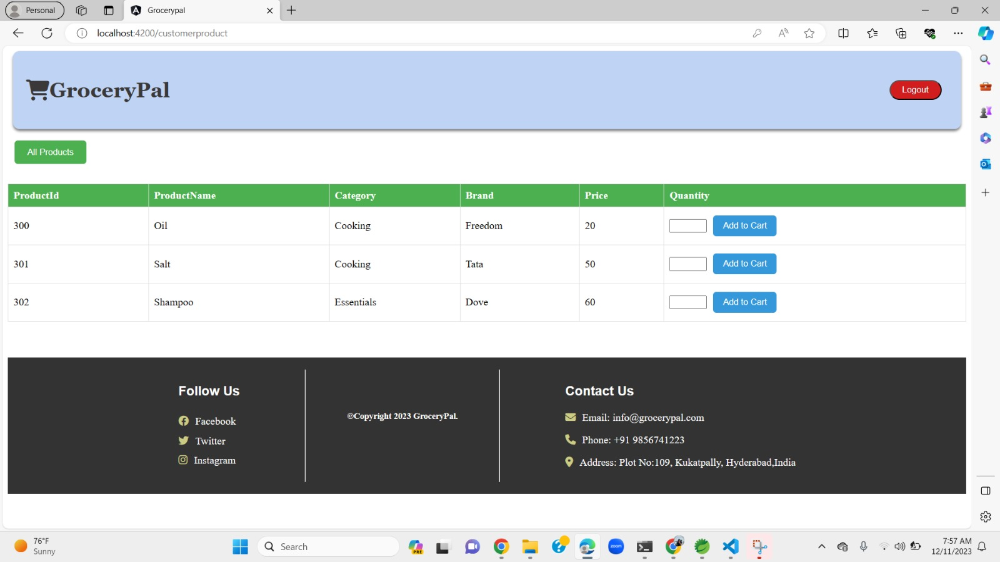 Personal
Grocerypal
localhost:4200/customerproduct
GroceryPal
Logout
All Products
ProductId ProductName Category Brand Price Quantity
300 Oil Cooking Freedom 20 Add to Cart
301 Salt Cooking Tata 50 Add to Cart
302 Shampoo Essentials Dove 60 Add to Cart
Follow Us
Facebook
Twitter
Instagram
©Copyright 2023 GroceryPal.
Contact Us
Email: info@grocerypal.com
Phone: +91 9856741223
Address: Plot No:109, Kukatpally, Hyderabad,India
76°F
Sunny
Search
PRE
zoom
7:57 AM
12/11/2023